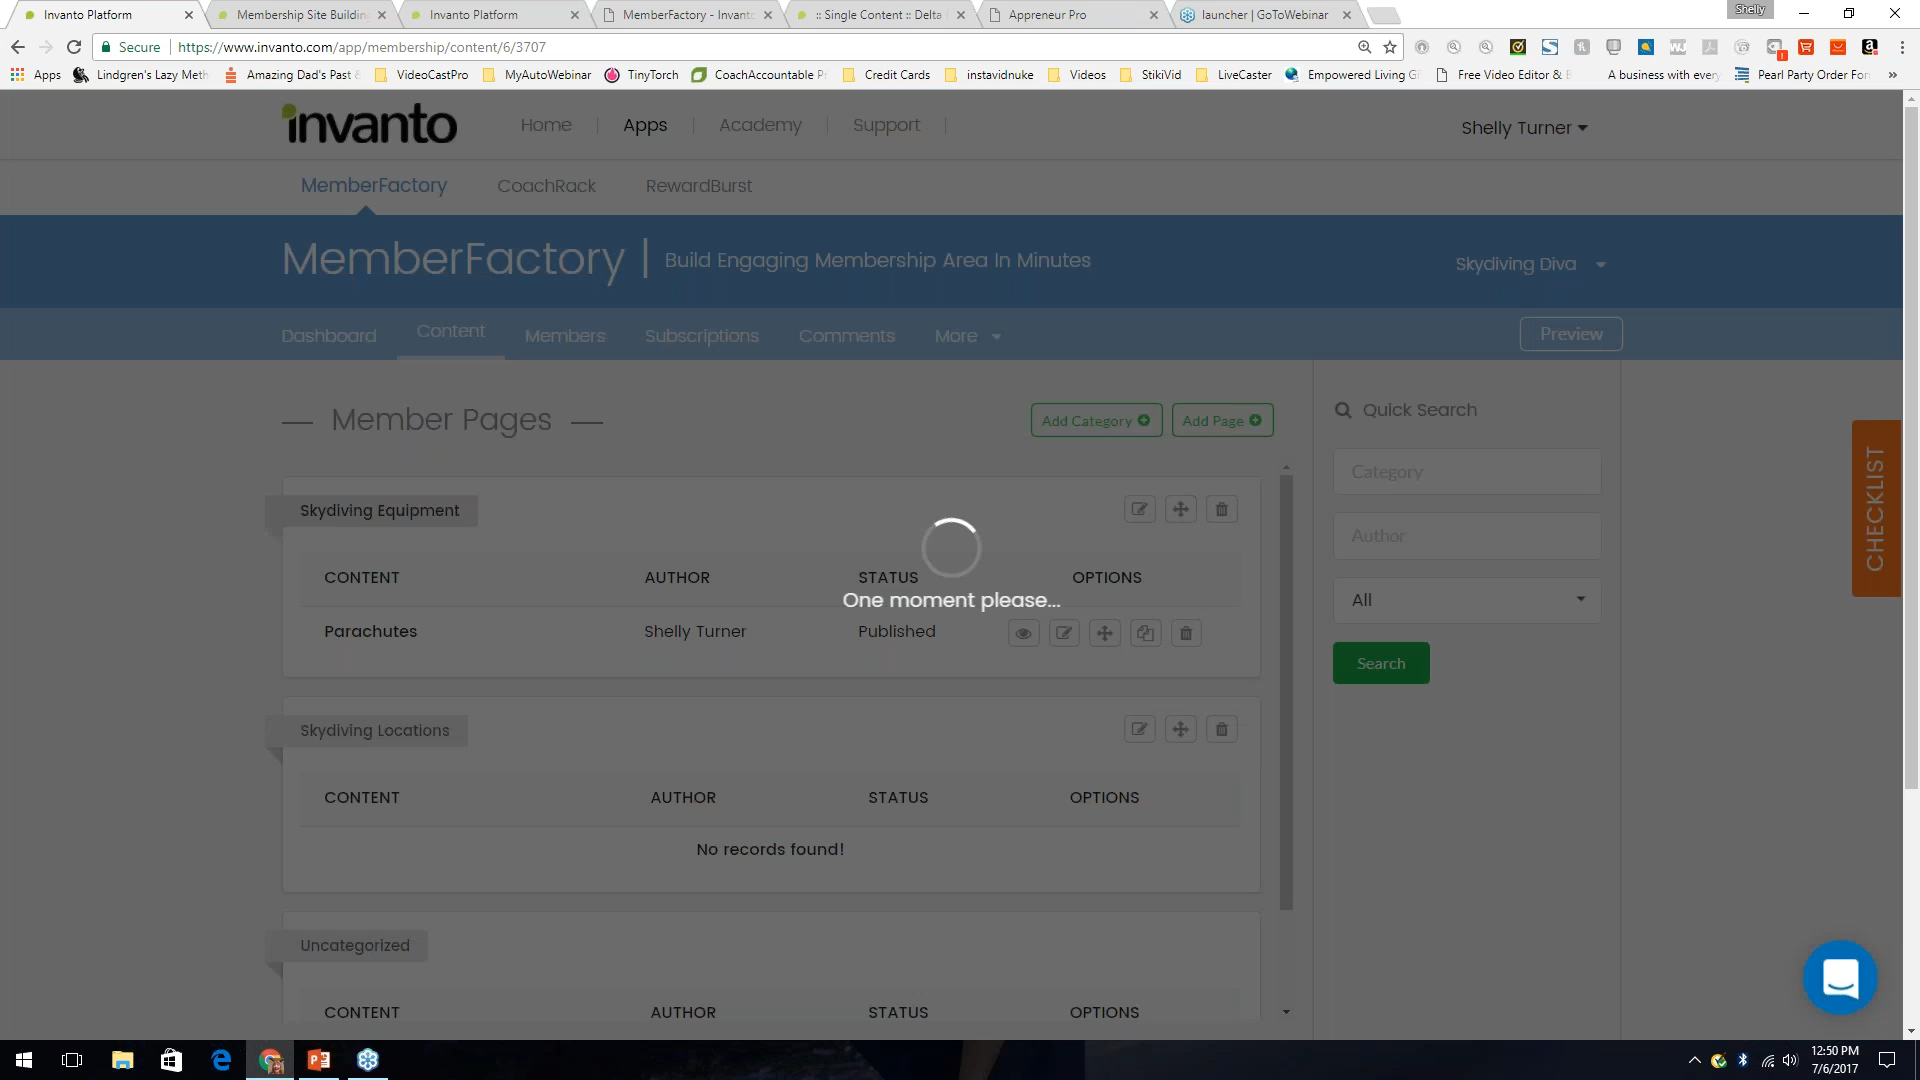 Invanto Platform
Membership Site Building
Invanto Platform
MemberFactory - Invanto
:: Single Content :: Delta
Appreneur Pro
launcher | GoToWebinar
Shelly
Secure
https://www.invanto.com/app/membership/content/6/3707
Apps
Lindgren's Lazy Meth
Amazing Dad's Past
VideoCastPro
MyAutoWebinar
TinyTorch
CoachAccountable P
Credit Cards
instavidnuke
Videos
StikiVid
LiveCaster
Empowered Living G
Free Video Editor &
A business with every
Pearl Party Order For
»
invanto
Home
Apps
Academy
Support
Shelly Turner
MemberFactory
CoachRack
RewardBurst
MemberFactory | Build Engaging Membership Area In Minutes
Skydiving Diva
Dashboard
Content
Members
Subscriptions
Comments
More
Preview
Member Pages
Add Category
Add Page
Quick Search
Category
Author
All
Search
CHECKLIST
Skydiving Equipment
CONTENT AUTHOR STATUS OPTIONS
Parachutes Shelly Turner Published
One moment please...
Skydiving Locations
CONTENT AUTHOR STATUS OPTIONS
No records found!
Uncategorized
CONTENT AUTHOR STATUS OPTIONS
12:50 PM
7/6/2017